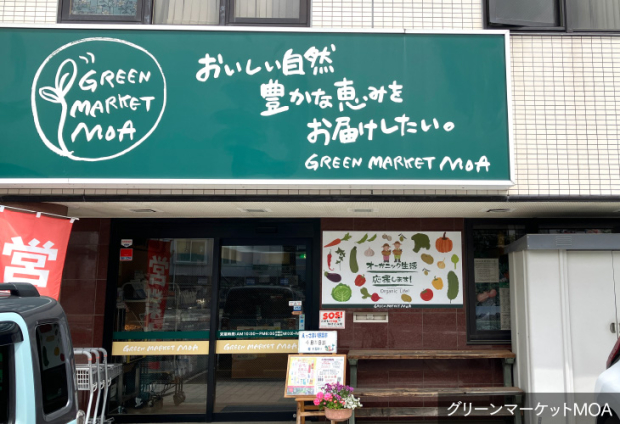 GREEN
MARKET
MOA
おいしい自然
豊かな恵みを
お届けしたい。
GREEN MARKET MOA
営
オーガニック生活
応援します!
Organic Life!
GREEN MARKET MOA
SOS!
GREEN MARKET MOA
GREEN MARKET MOA
グリーンマーケットMOA